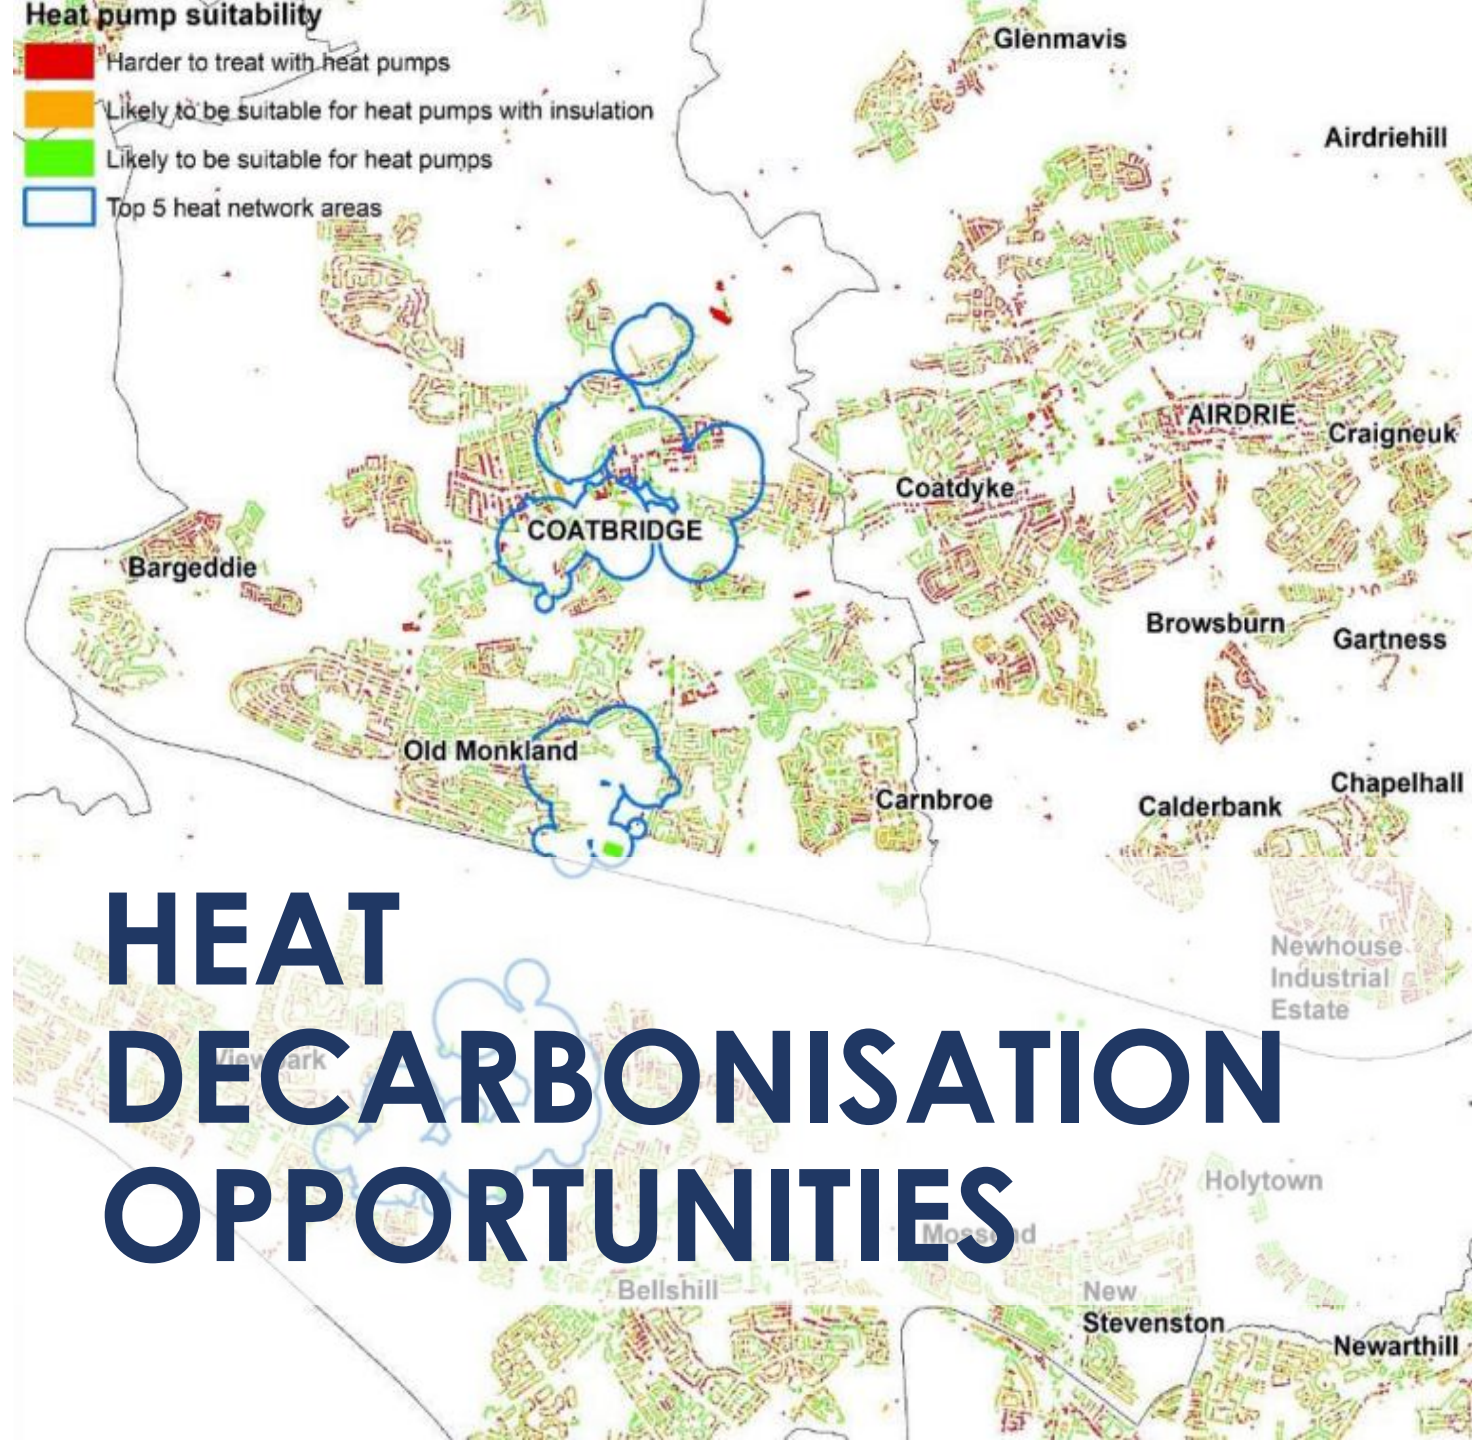 Heat pump suitability
Harder to treat with heat pumps
Likely to be suitable for heat pumps with insulation
Likely to be suitable for heat pumps
Top 5 heat network areas
Glenmavis
Airdriehill
AIRDRIE
Craigneuk
Coatdyke
COATBRIDGE
Bargeddie
Browsburn
Gartness
Old Monkland
Carnbroe
Calderbank
Chapelhall
HEAT
DECARBONISATION
OPPORTUNITIES
Newhouse
Industrial
Estate
Viewpark
Holytown
Mossend
Bellshill
New
Stevenston
Newarthill